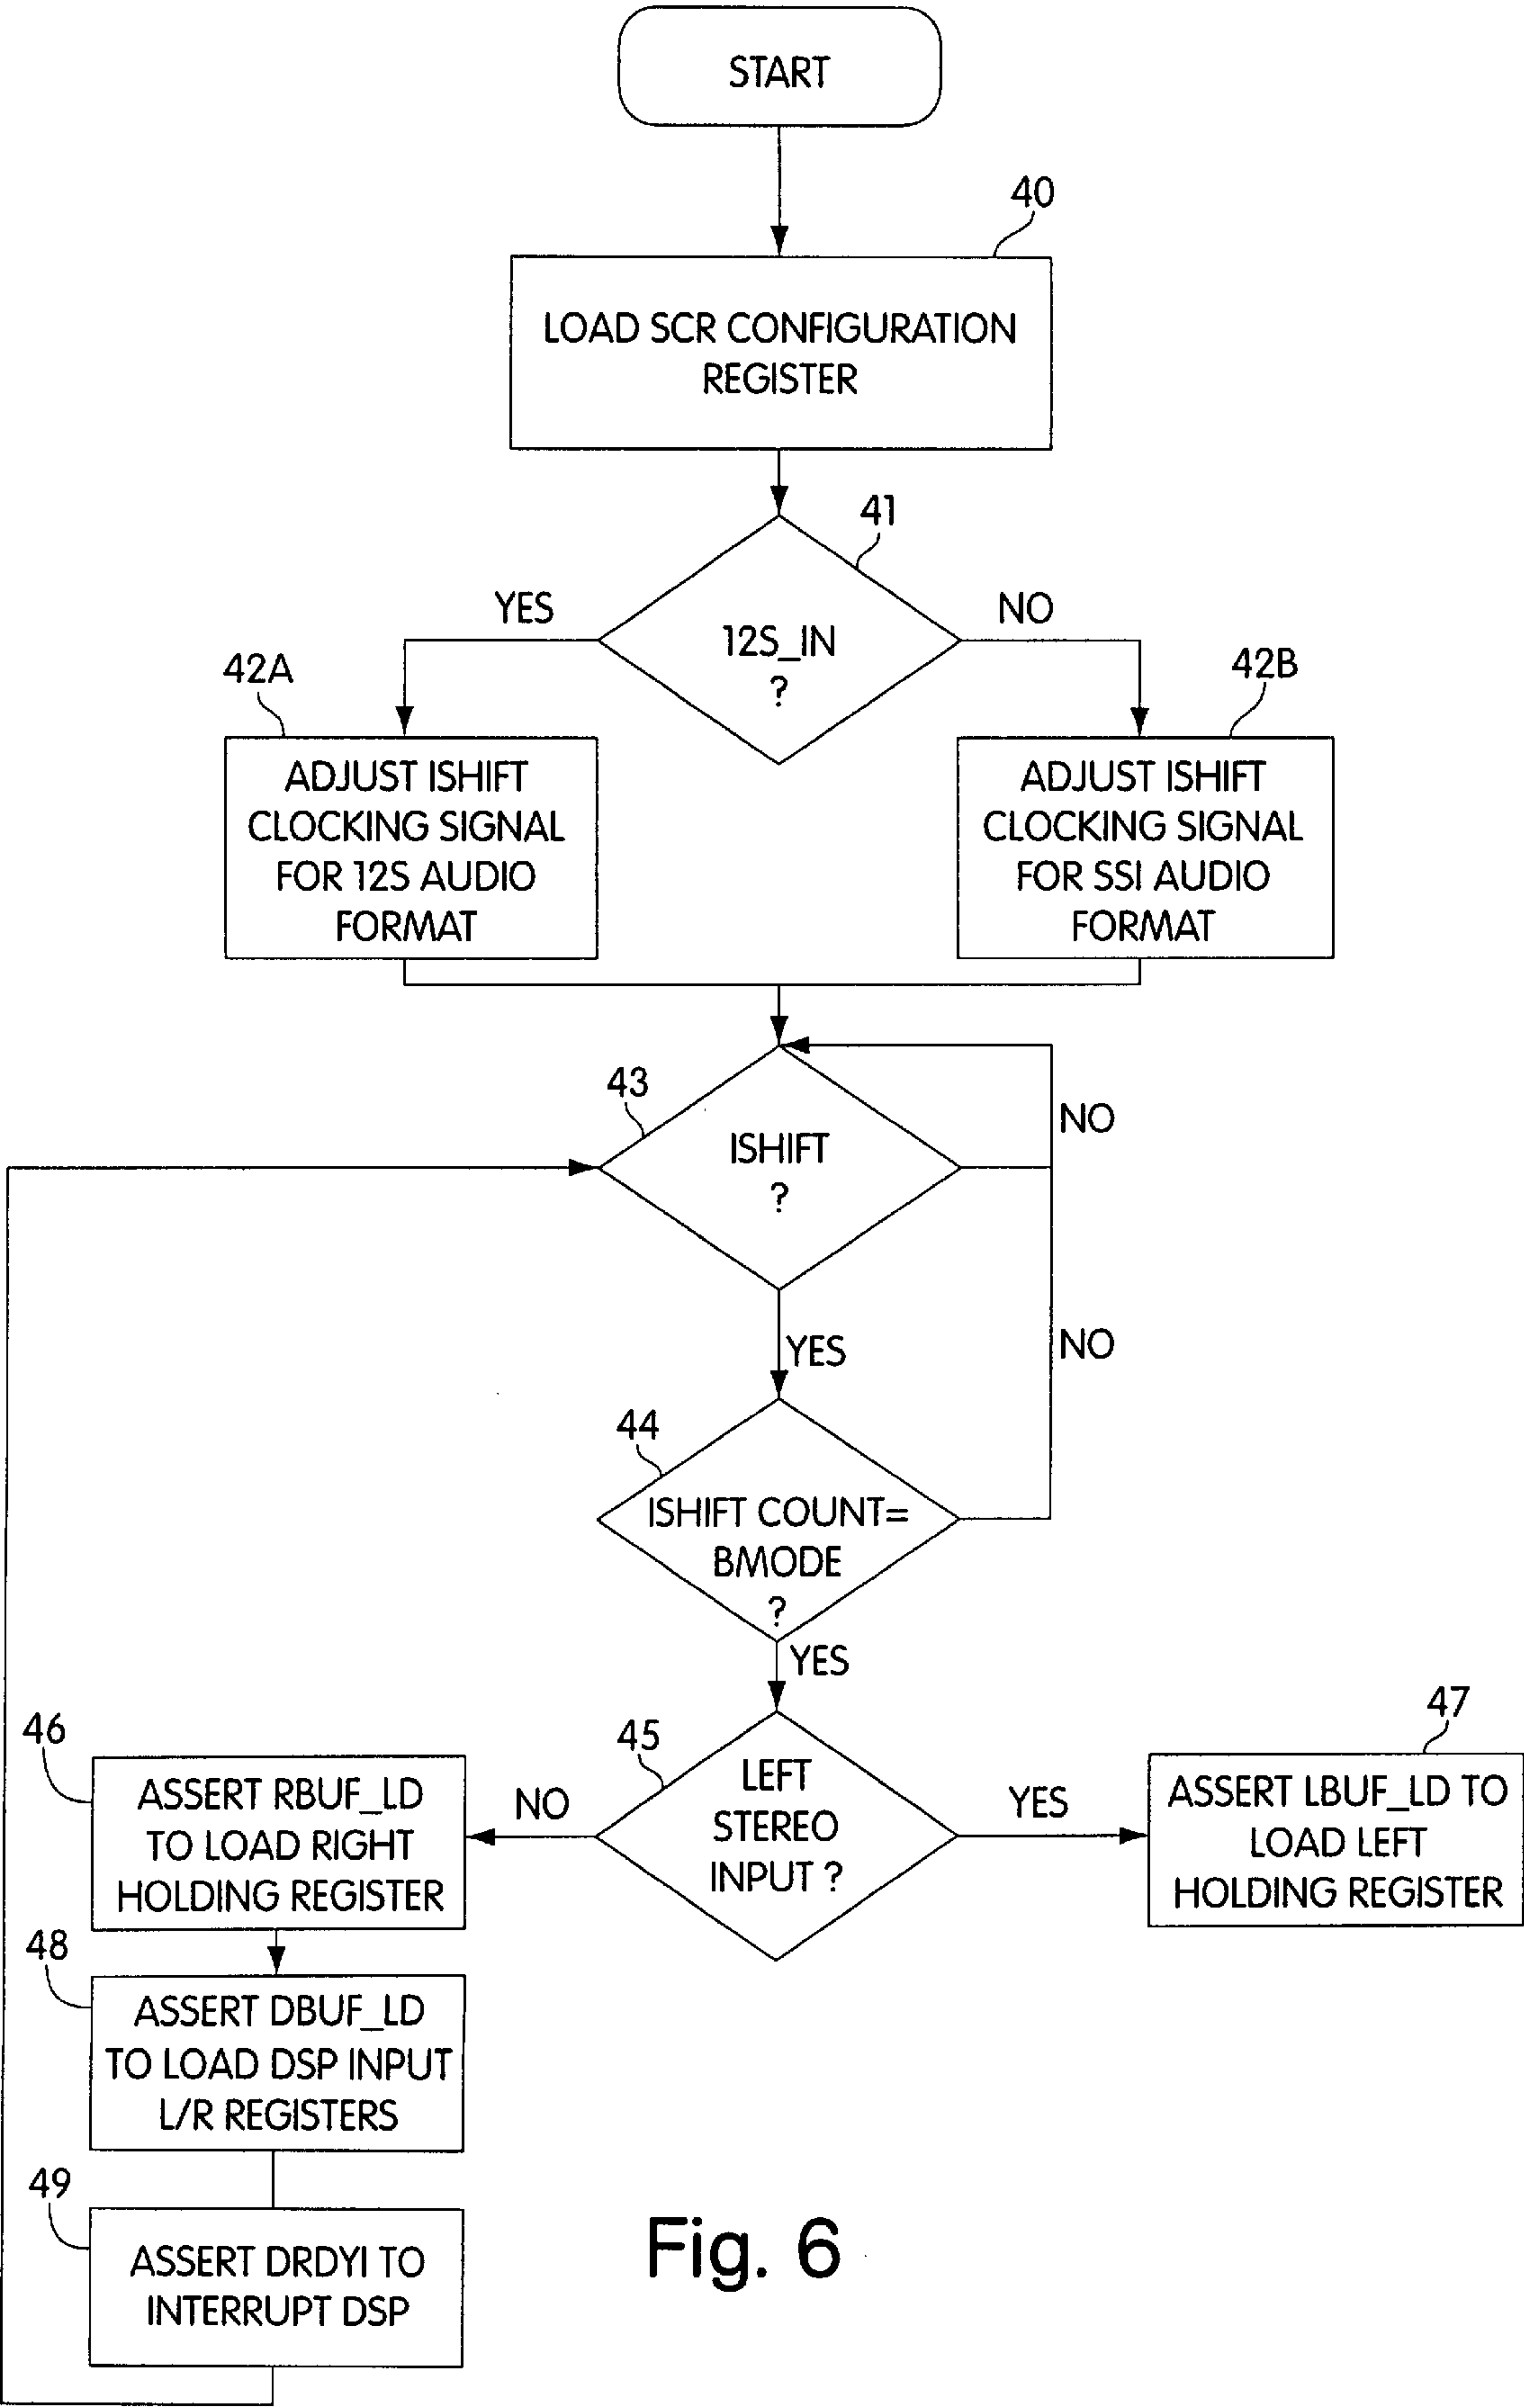 START
40
LOAD SCR CONFIGURATION
REGISTER
41
YES
NO
12S_IN
?
42A
42B
ADJUST ISHIFT
CLOCKING SIGNAL
FOR 12S AUDIO
FORMAT
ADJUST ISHIFT
CLOCKING SIGNAL
FOR SSI AUDIO
FORMAT
43
NO
ISHIFT
?
YES
NO
44
ISHIFT COUNT=
BMODE
?
YES
45
LEFT
STEREO
INPUT ?
NO
YES
46
ASSERT RBUF_LD
TO LOAD RIGHT
HOLDING REGISTER
47
ASSERT LBUF_LD TO
LOAD LEFT
HOLDING REGISTER
48
ASSERT DBUF_LD
TO LOAD DSP INPUT
L/R REGISTERS
49
ASSERT DRDYI TO
INTERRUPT DSP
Fig. 6